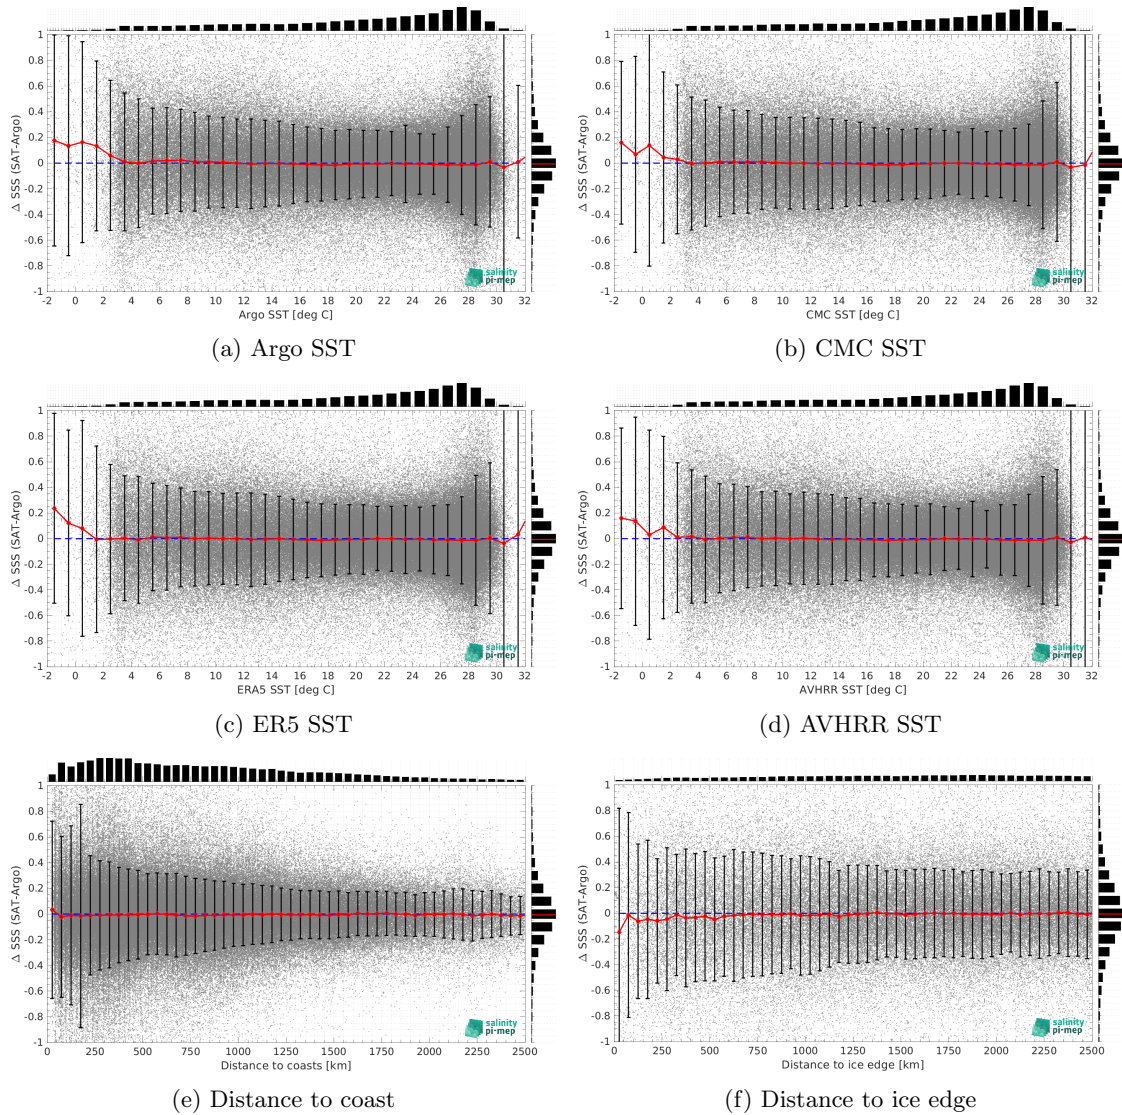 1
0.8
0.6
0.4
0.2
0
-0.2
-0.4
-0.6
-0.8
-1
Δ SSS (SAT-Argo)
salinity
pi-mep
-2 0 2 4 6 8 10 12 14 16 18 20 22 24 26 28 30 32
Argo SST [deg C]
(a) Argo SST
1
0.8
0.6
0.4
0.2
0
-0.2
-0.4
-0.6
-0.8
-1
Δ SSS (SAT-Argo)
salinity
pi-mep
-2 0 2 4 6 8 10 12 14 16 18 20 22 24 26 28 30 32
CMC SST [deg C]
(b) CMC SST
1
0.8
0.6
0.4
0.2
0
-0.2
-0.4
-0.6
-0.8
-1
Δ SSS (SAT-Argo)
salinity
pi-mep
-2 0 2 4 6 8 10 12 14 16 18 20 22 24 26 28 30 32
ERA5 SST [deg C]
(c) ER5 SST
1
0.8
0.6
0.4
0.2
0
-0.2
-0.4
-0.6
-0.8
-1
Δ SSS (SAT-Argo)
salinity
pi-mep
-2 0 2 4 6 8 10 12 14 16 18 20 22 24 26 28 30 32
AVHRR SST [deg C]
(d) AVHRR SST
1
0.8
0.6
0.4
0.2
0
-0.2
-0.4
-0.6
-0.8
-1
Δ SSS (SAT-Argo)
salinity
pi-mep
0 250 500 750 1000 1250 1500 1750 2000 2250 2500
Distance to coasts [km]
(e) Distance to coast
1
0.8
0.6
0.4
0.2
0
-0.2
-0.4
-0.6
-0.8
-1
Δ SSS (SAT-Argo)
salinity
pi-mep
0 250 500 750 1000 1250 1500 1750 2000 2250 2500
Distance to ice edge [km]
(f) Distance to ice edge